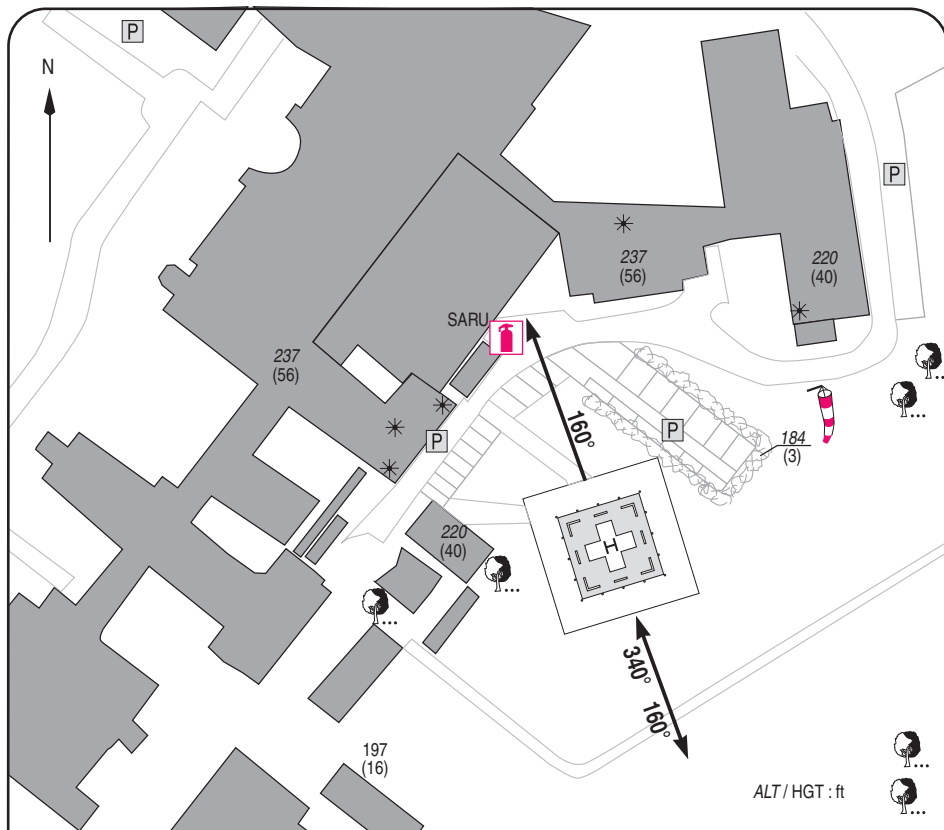 P
N
P
237
(56)
220
(40)
SARU
237
(56)
160°
P
P
184
(3)
H
220
(40)
340° 160°
197
(16)
ALT / HGT : ft